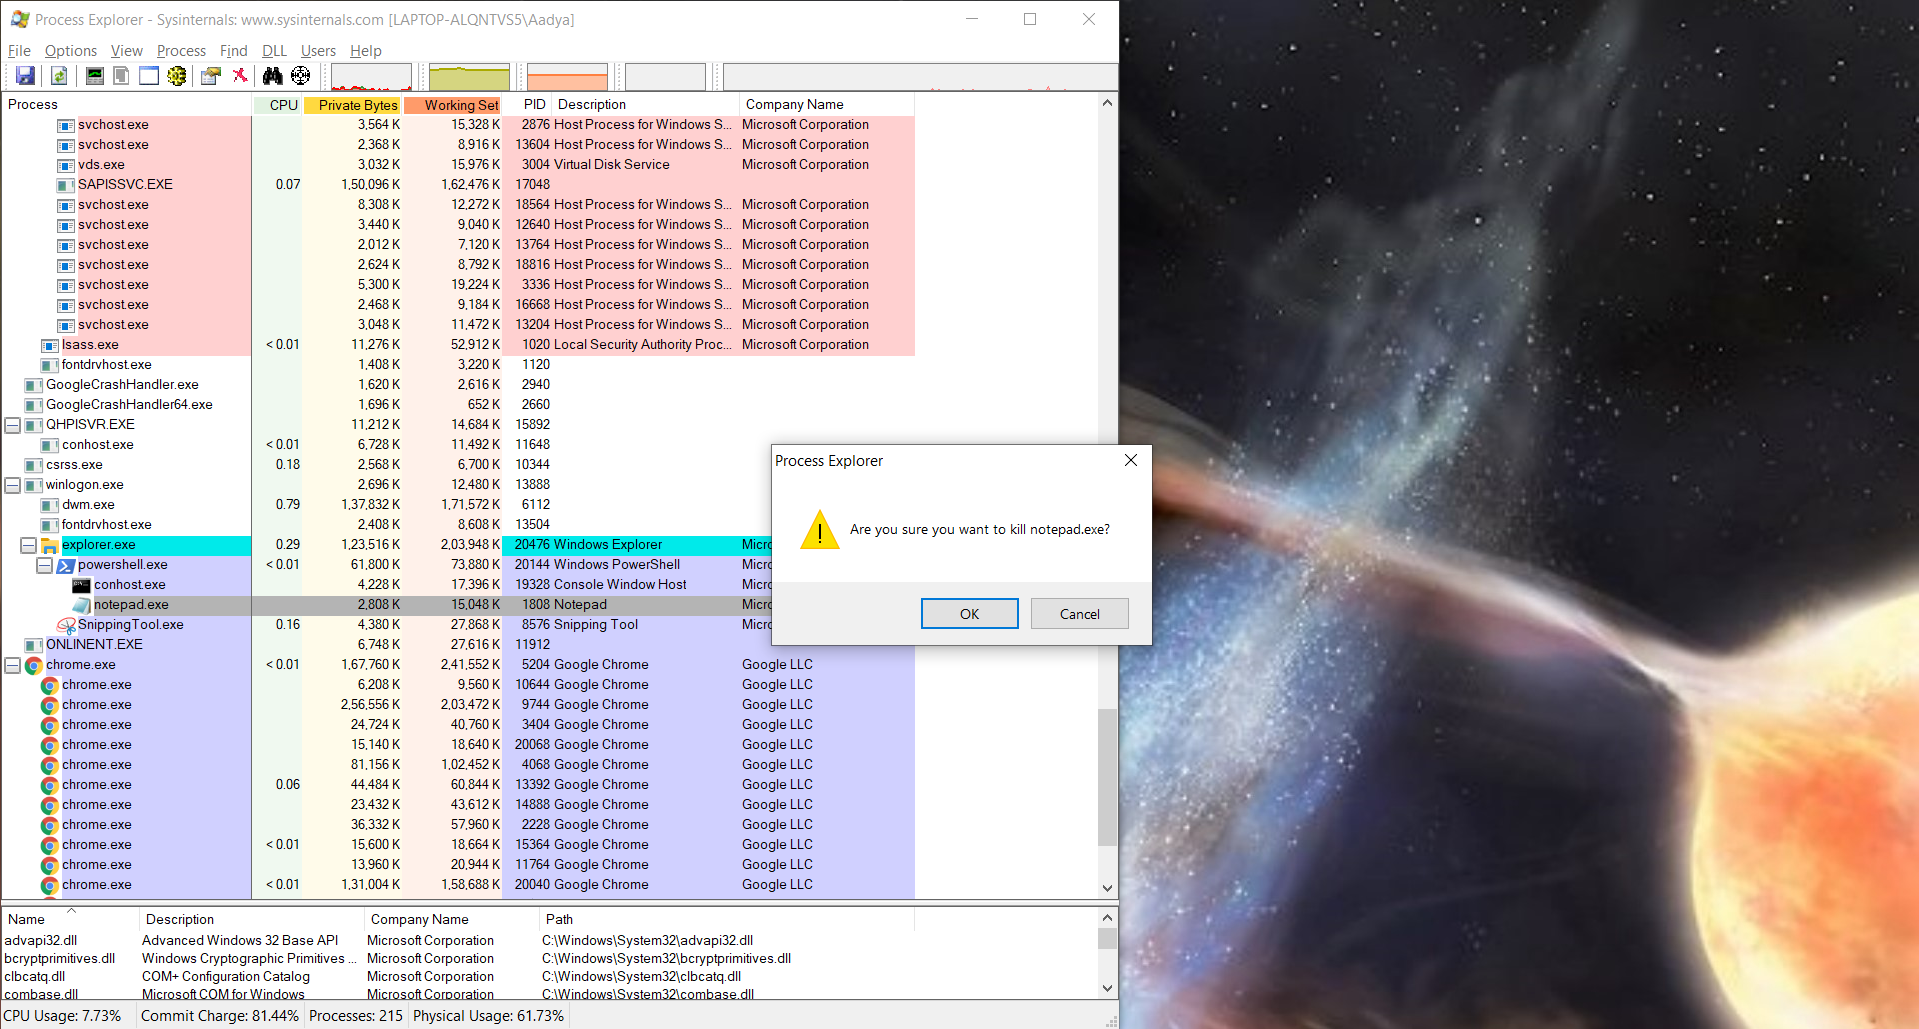 Process Explorer - Sysinternals: www.sysinternals.com [LAPTOP-ALQNTVS5\Aadya]
File Options View Process Find DLL Users Help
Process CPU Private Bytes Working Set PID Description Company Name
svchost.exe 3,564 K 15,328 K 2876 Host Process for Windows S... Microsoft Corporation
svchost.exe 2,368 K 8,916 K 13604 Host Process for Windows S... Microsoft Corporation
vds.exe 3,032 K 15,976 K 3004 Virtual Disk Service Microsoft Corporation
SAPISSVC.EXE 0.07 1,50,096 K 1,62,476 K 17048
svchost.exe 8,308 K 12,272 K 18564 Host Process for Windows S... Microsoft Corporation
svchost.exe 3,440 K 9,040 K 12640 Host Process for Windows S... Microsoft Corporation
svchost.exe 2,012 K 7,120 K 13764 Host Process for Windows S... Microsoft Corporation
svchost.exe 2,624 K 8,792 K 18816 Host Process for Windows S... Microsoft Corporation
svchost.exe 5,300 K 19,224 K 3336 Host Process for Windows S... Microsoft Corporation
svchost.exe 2,468 K 9,184 K 16668 Host Process for Windows S... Microsoft Corporation
svchost.exe 3,048 K 11,472 K 13204 Host Process for Windows S... Microsoft Corporation
lsass.exe < 0.01 11,276 K 52,912 K 1020 Local Security Authority Proc... Microsoft Corporation
fontdrvhost.exe 1,408 K 3,220 K 1120
GoogleCrashHandler.exe 1,620 K 2,616 K 2940
GoogleCrashHandler64.exe 1,696 K 652 K 2660
QHPISVR.EXE 11,212 K 14,684 K 15892
conhost.exe < 0.01 6,728 K 11,492 K 11648
csrss.exe 0.18 2,568 K 6,700 K 10344
winlogon.exe 2,696 K 12,480 K 13888
dwm.exe 0.79 1,37,832 K 1,71,572 K 6112
fontdrvhost.exe 2,408 K 8,608 K 13504
explorer.exe 0.29 1,23,516 K 2,03,948 K 20476 Windows Explorer Micro
powershell.exe < 0.01 61,800 K 73,880 K 20144 Windows PowerShell Micro
conhost.exe 4,228 K 17,396 K 19328 Console Window Host Micro
notepad.exe 2,808 K 15,048 K 1808 Notepad Micro
SnippingTool.exe 0.16 4,380 K 27,868 K 8576 Snipping Tool Micro
ONLINENT.EXE 6,748 K 27,616 K 11912
chrome.exe < 0.01 1,67,760 K 2,41,552 K 5204 Google Chrome Google LLC
chrome.exe 6,208 K 9,560 K 10644 Google Chrome Google LLC
chrome.exe 2,56,556 K 2,03,472 K 9744 Google Chrome Google LLC
chrome.exe 24,724 K 40,760 K 3404 Google Chrome Google LLC
chrome.exe 15,140 K 18,640 K 20068 Google Chrome Google LLC
chrome.exe 81,156 K 1,02,452 K 4068 Google Chrome Google LLC
chrome.exe 0.06 44,484 K 60,844 K 13392 Google Chrome Google LLC
chrome.exe 23,432 K 43,612 K 14888 Google Chrome Google LLC
chrome.exe 36,332 K 57,960 K 2228 Google Chrome Google LLC
chrome.exe < 0.01 15,600 K 18,664 K 15364 Google Chrome Google LLC
chrome.exe 13,960 K 20,944 K 11764 Google Chrome Google LLC
chrome.exe < 0.01 1,31,004 K 1,58,688 K 20040 Google Chrome Google LLC
Process Explorer
Are you sure you want to kill notepad.exe?
OK Cancel
Name Description Company Name Path
advapi32.dll Advanced Windows 32 Base API Microsoft Corporation C:\Windows\System32\advapi32.dll
bcryptprimitives.dll Windows Cryptographic Primitives ... Microsoft Corporation C:\Windows\System32\bcryptprimitives.dll
clbcatq.dll COM+ Configuration Catalog Microsoft Corporation C:\Windows\System32\clbcatq.dll
combase.dll Microsoft COM for Windows Microsoft Corporation C:\Windows\System32\combase.dll
CPU Usage: 7.73% Commit Charge: 81.44% Processes: 215 Physical Usage: 61.73%